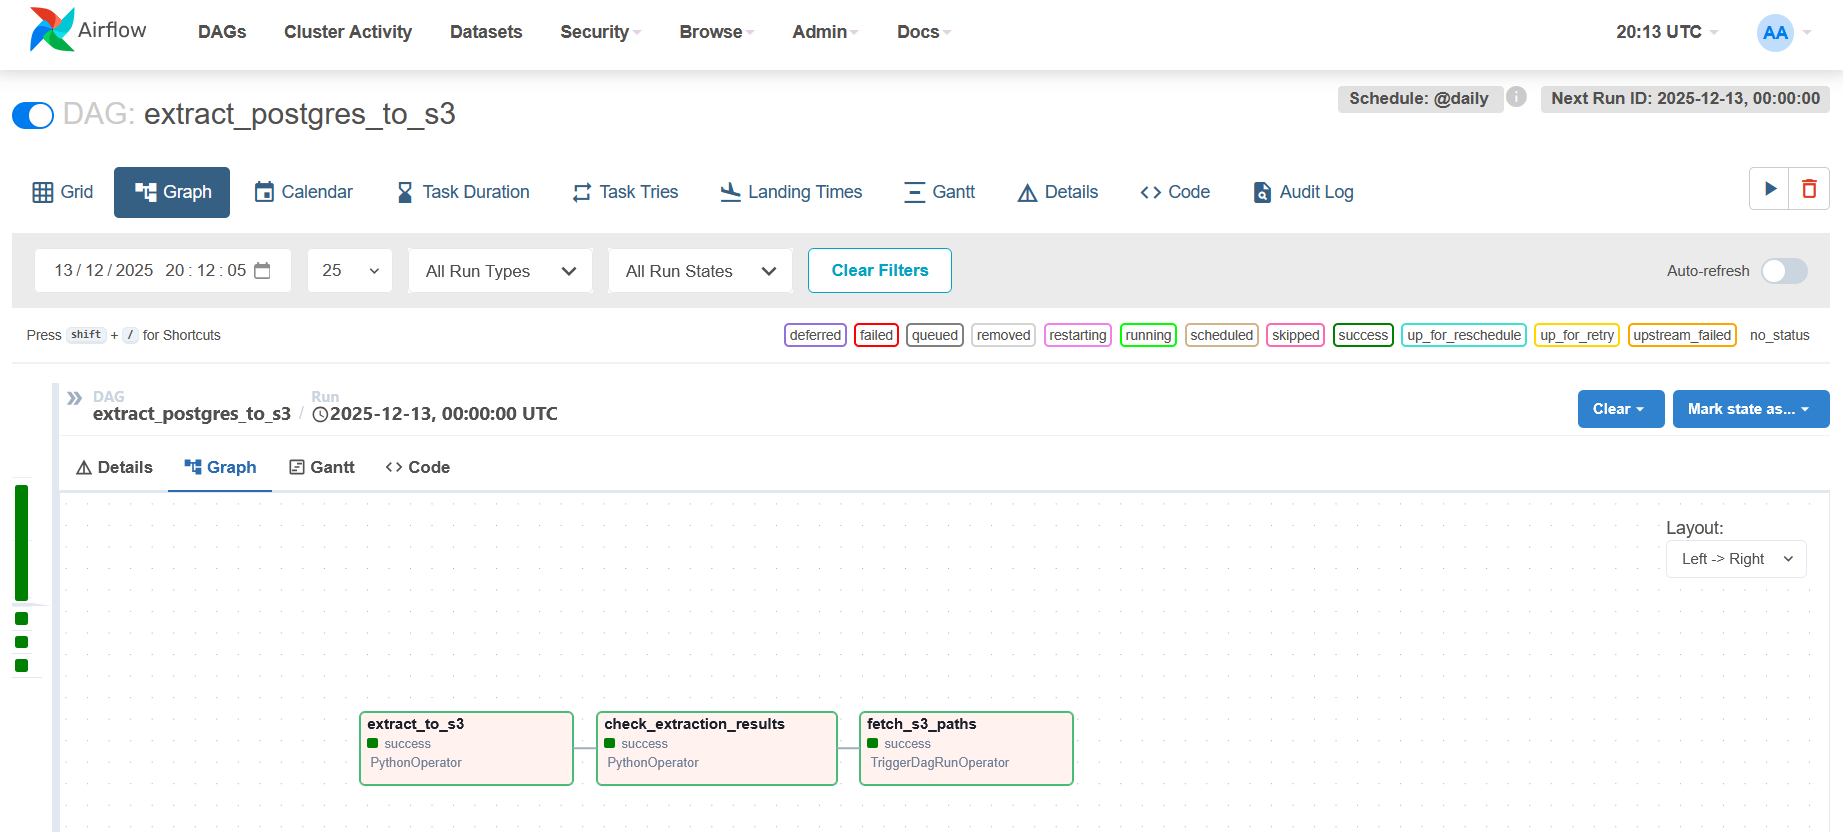 Airflow DAGs Cluster Activity Datasets Security Browse Admin Docs 20:13 UTC AA
DAG: extract_postgres_to_s3 Schedule: @daily i Next Run ID: 2025-12-13, 00:00:00
Grid Graph Calendar Task Duration Task Tries Landing Times Gantt Details Code Audit Log
13/12/2025 20:12:05 25 All Run Types All Run States Clear Filters Auto-refresh
Press shift + / for Shortcuts deferred failed queued removed restarting running scheduled skipped success up_for_reschedule up_for_retry upstream_failed no_status
DAG Run
extract_postgres_to_s3 / 2025-12-13, 00:00:00 UTC Clear Mark state as...
Details Graph Gantt Code
Layout:
Left -> Right
extract_to_s3 check_extraction_results fetch_s3_paths
success success success
PythonOperator PythonOperator TriggerDagRunOperator